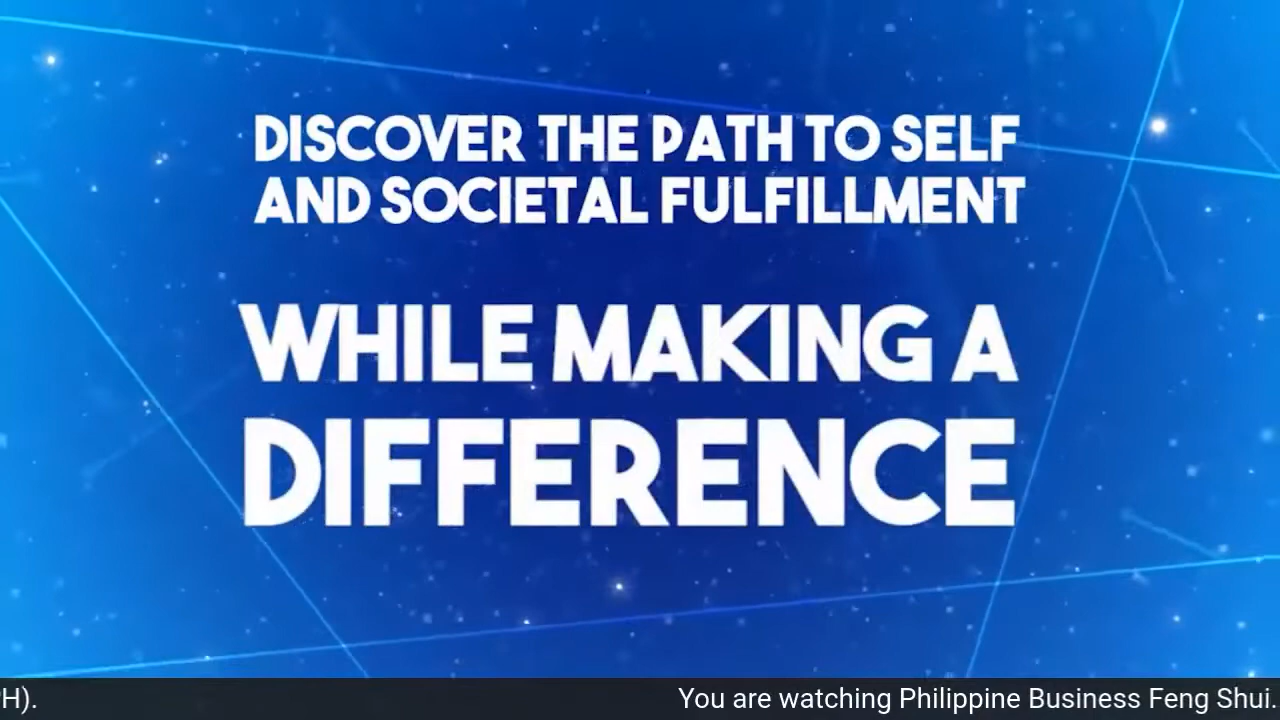 DISCOVER THE PATH TO SELF
AND SOCIETAL FULFILLMENT
WHILE MAKING A
DIFFERENCE
H). You are watching Philippine Business Feng Shui.